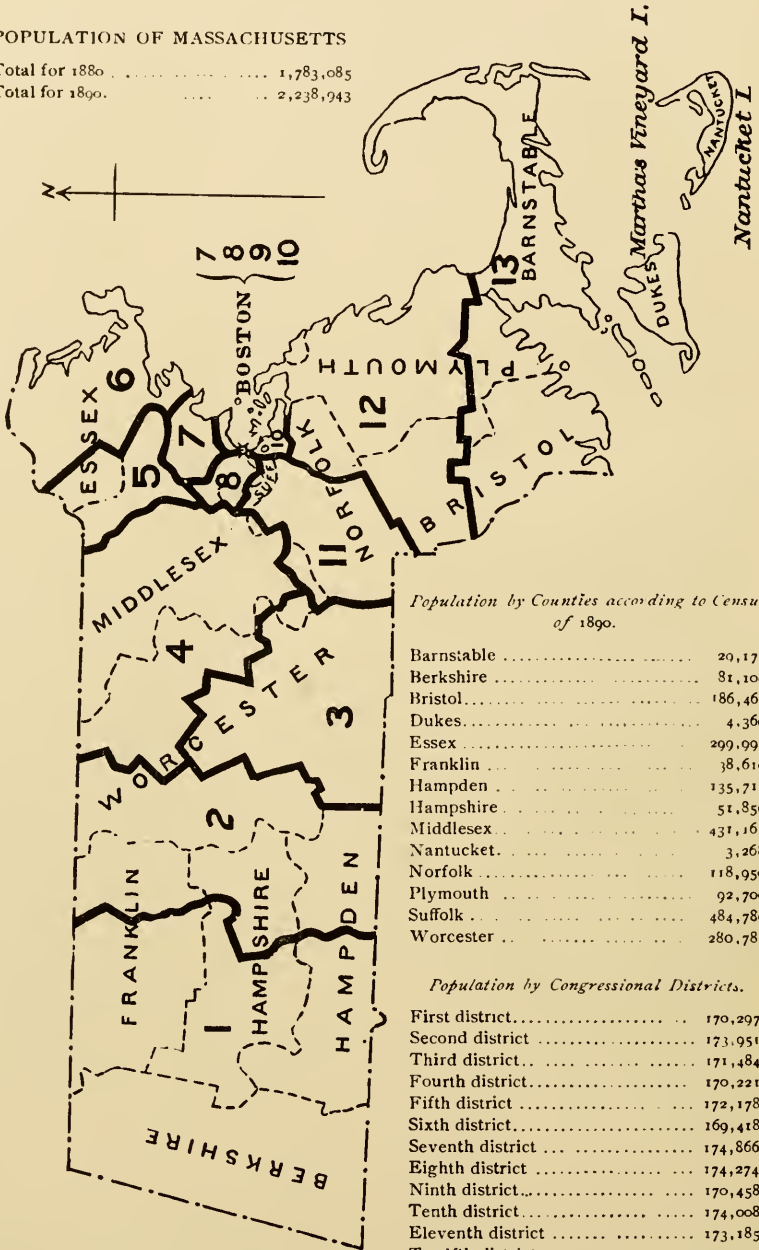 POPULATION OF MASSACHUSETTS
Total for 1880 ..... 1,783,085
Total for 1890. .... 2,238,943
N
Martha's Vineyard I.
Nantucket I.
NANTUCKET
DUKES
BARNSTABLE
13
BOSTON
7
8
9
10
ESSEX
6
5
7
8
10
PLYMOUTH
12
NORFOLK
11
BRISTOL
MIDDLESEX
4
WORCESTER
3
2
FRANKLIN
HAMPSHIRE
HAMPDEN
1
BERKSHIRE
Population by Counties according to Censu
of 1890.
Barnstable ..... 29,17
Berkshire ..... 81,10
Bristol ..... 186,46
Dukes ..... 4,36
Essex ..... 299,99
Franklin ..... 38,61
Hampden ..... 135,71
Hampshire ..... 51,85
Middlesex ..... 431,16
Nantucket ..... 3,26
Norfolk ..... 118,95
Plymouth ..... 92,70
Suffolk ..... 484,78
Worcester ..... 280,78
Population by Congressional Districts.
First district ..... 170,297
Second district ..... 173,951
Third district ..... 171,484
Fourth district ..... 170,221
Fifth district ..... 172,178
Sixth district ..... 169,418
Seventh district ..... 174,866
Eighth district ..... 174,274
Ninth district ..... 170,458
Tenth district ..... 174,008
Eleventh district ..... 173,185